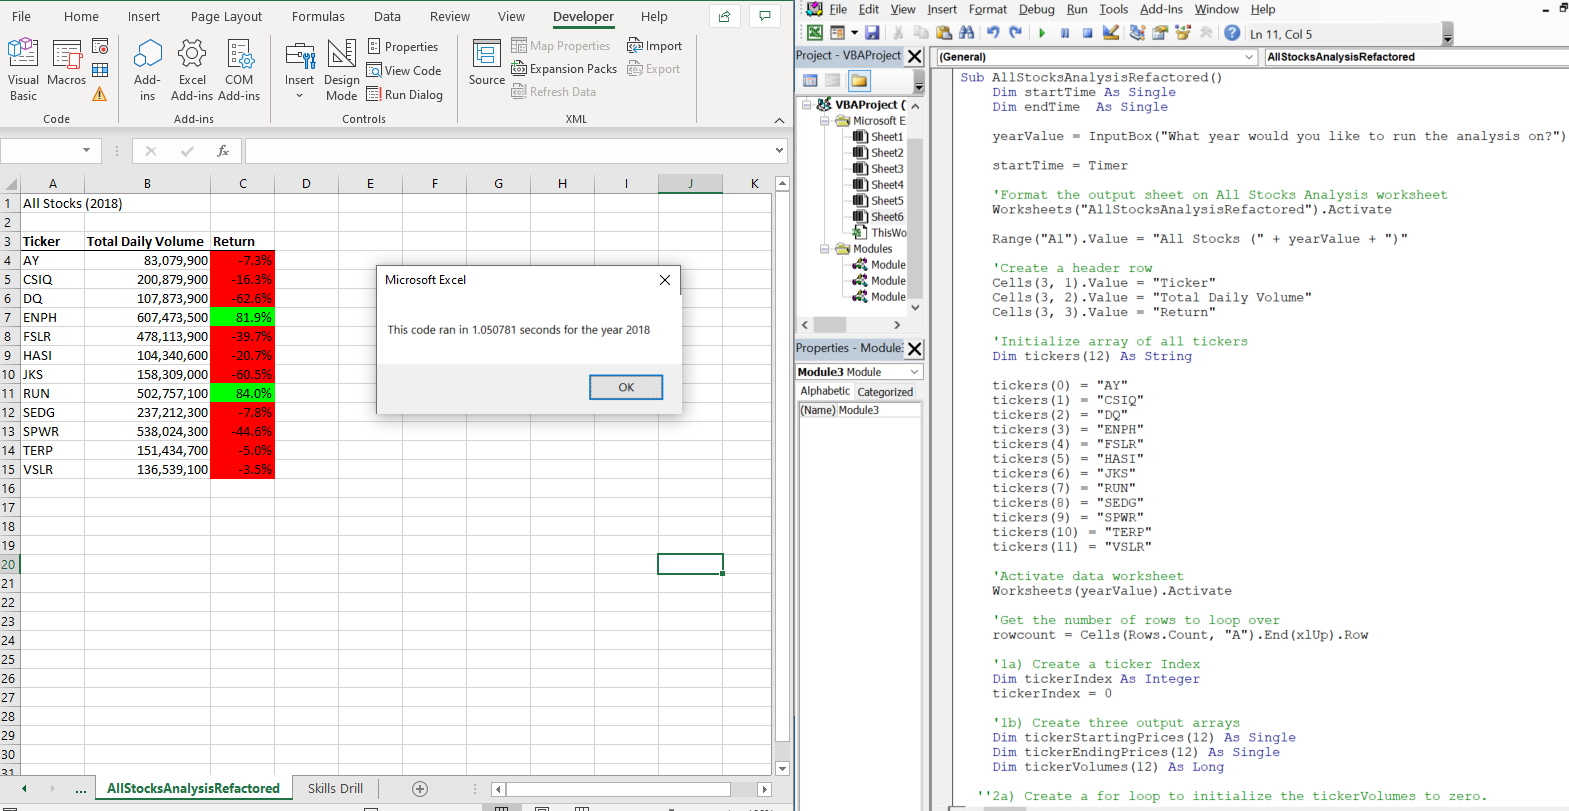 File Home Insert Page Layout Formulas Data Review View Developer Help
Visual Basic
Macros
Code
Add-ins
Excel Add-ins
COM Add-ins
Add-ins
Insert
Design Mode
Properties
View Code
Run Dialog
Controls
Source
Map Properties
Expansion Packs
Refresh Data
Import
Export
XML
fx
A B C D E F G H I J K
1 All Stocks (2018)
2
3 Ticker Total Daily Volume Return
4 AY 83,079,900 -7.3%
5 CSIQ 200,879,900 -16.3%
6 DQ 107,873,900 -62.6%
7 ENPH 607,473,500 81.9%
8 FSLR 478,113,900 -39.7%
9 HASI 104,340,600 -20.7%
10 JKS 158,309,000 -60.5%
11 RUN 502,757,100 84.0%
12 SEDG 237,212,300 -7.8%
13 SPWR 538,024,300 -44.6%
14 TERP 151,434,700 -5.0%
15 VSLR 136,539,100 -3.5%
16
17
18
19
20
21
22
23
24
25
26
27
28
29
30
31
Microsoft Excel
This code ran in 1.050781 seconds for the year 2018
OK
... AllStocksAnalysisRefactored Skills Drill
File Edit View Insert Format Debug Run Tools Add-Ins Window Help
Ln 11, Col 5
Project - VBAProject
VBAProject (
Microsoft E
Sheet1
Sheet2
Sheet3
Sheet4
Sheet5
Sheet6
ThisWo
Modules
Module
Module
Module
Properties - Module
Module3 Module
Alphabetic Categorized
(Name) Module3
(General) AllStocksAnalysisRefactored
Sub AllStocksAnalysisRefactored()
Dim startTime As Single
Dim endTime  As Single
yearValue = InputBox("What year would you like to run the analysis on?")
startTime = Timer
'Format the output sheet on All Stocks Analysis worksheet
Worksheets("AllStocksAnalysisRefactored").Activate
Range("A1").Value = "All Stocks (" + yearValue + ")"
'Create a header row
Cells(3, 1).Value = "Ticker"
Cells(3, 2).Value = "Total Daily Volume"
Cells(3, 3).Value = "Return"
'Initialize array of all tickers
Dim tickers(12) As String
tickers(0) = "AY"
tickers(1) = "CSIQ"
tickers(2) = "DQ"
tickers(3) = "ENPH"
tickers(4) = "FSLR"
tickers(5) = "HASI"
tickers(6) = "JKS"
tickers(7) = "RUN"
tickers(8) = "SEDG"
tickers(9) = "SPWR"
tickers(10) = "TERP"
tickers(11) = "VSLR"
'Activate data worksheet
Worksheets(yearValue).Activate
'Get the number of rows to loop over
rowcount = Cells(Rows.Count, "A").End(xlUp).Row
'1a) Create a ticker Index
Dim tickerIndex As Integer
tickerIndex = 0
'1b) Create three output arrays
Dim tickerStartingPrices(12) As Single
Dim tickerEndingPrices(12) As Single
Dim tickerVolumes(12) As Long
''2a) Create a for loop to initialize the tickerVolumes to zero.